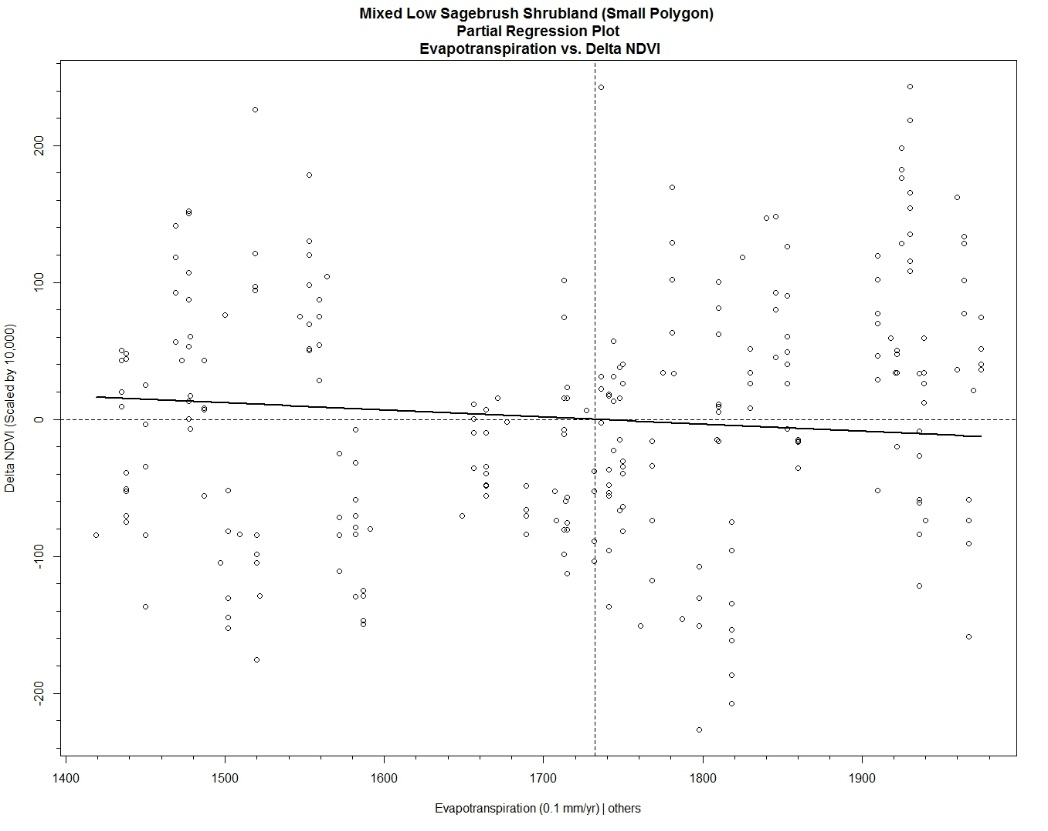 Mixed Low Sagebrush Shrubland (Small Polygon)
Partial Regression Plot
Evapotranspiration vs. Delta NDVI
Delta NDVI (Scaled by 10,000)
200
100
0
-100
-200
1400 1500 1600 1700 1800 1900
Evapotranspiration (0.1 mm/yr) | others